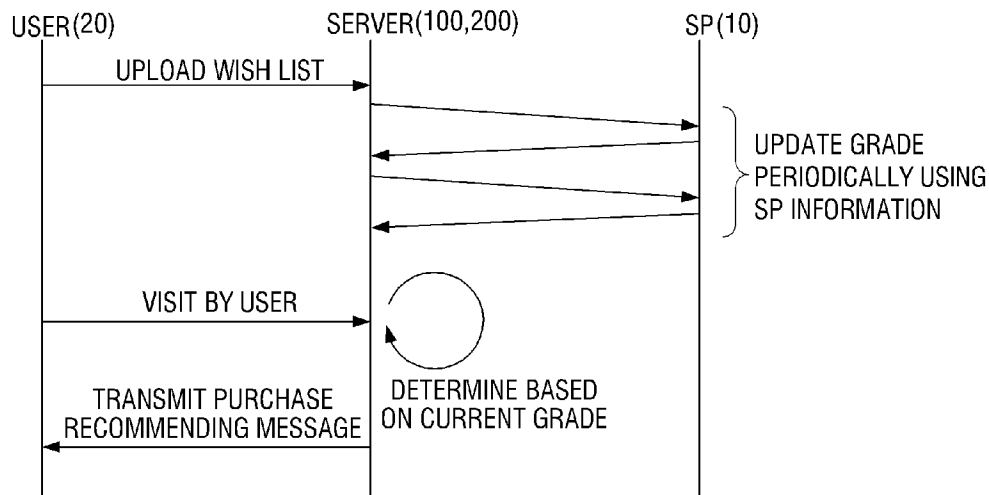 USER(20)
SERVER(100,200)
SP(10)
UPLOAD WISH LIST
UPDATE GRADE
PERIODICALLY USING
SP INFORMATION
VISIT BY USER
DETERMINE BASED
ON CURRENT GRADE
TRANSMIT PURCHASE
RECOMMENDING MESSAGE